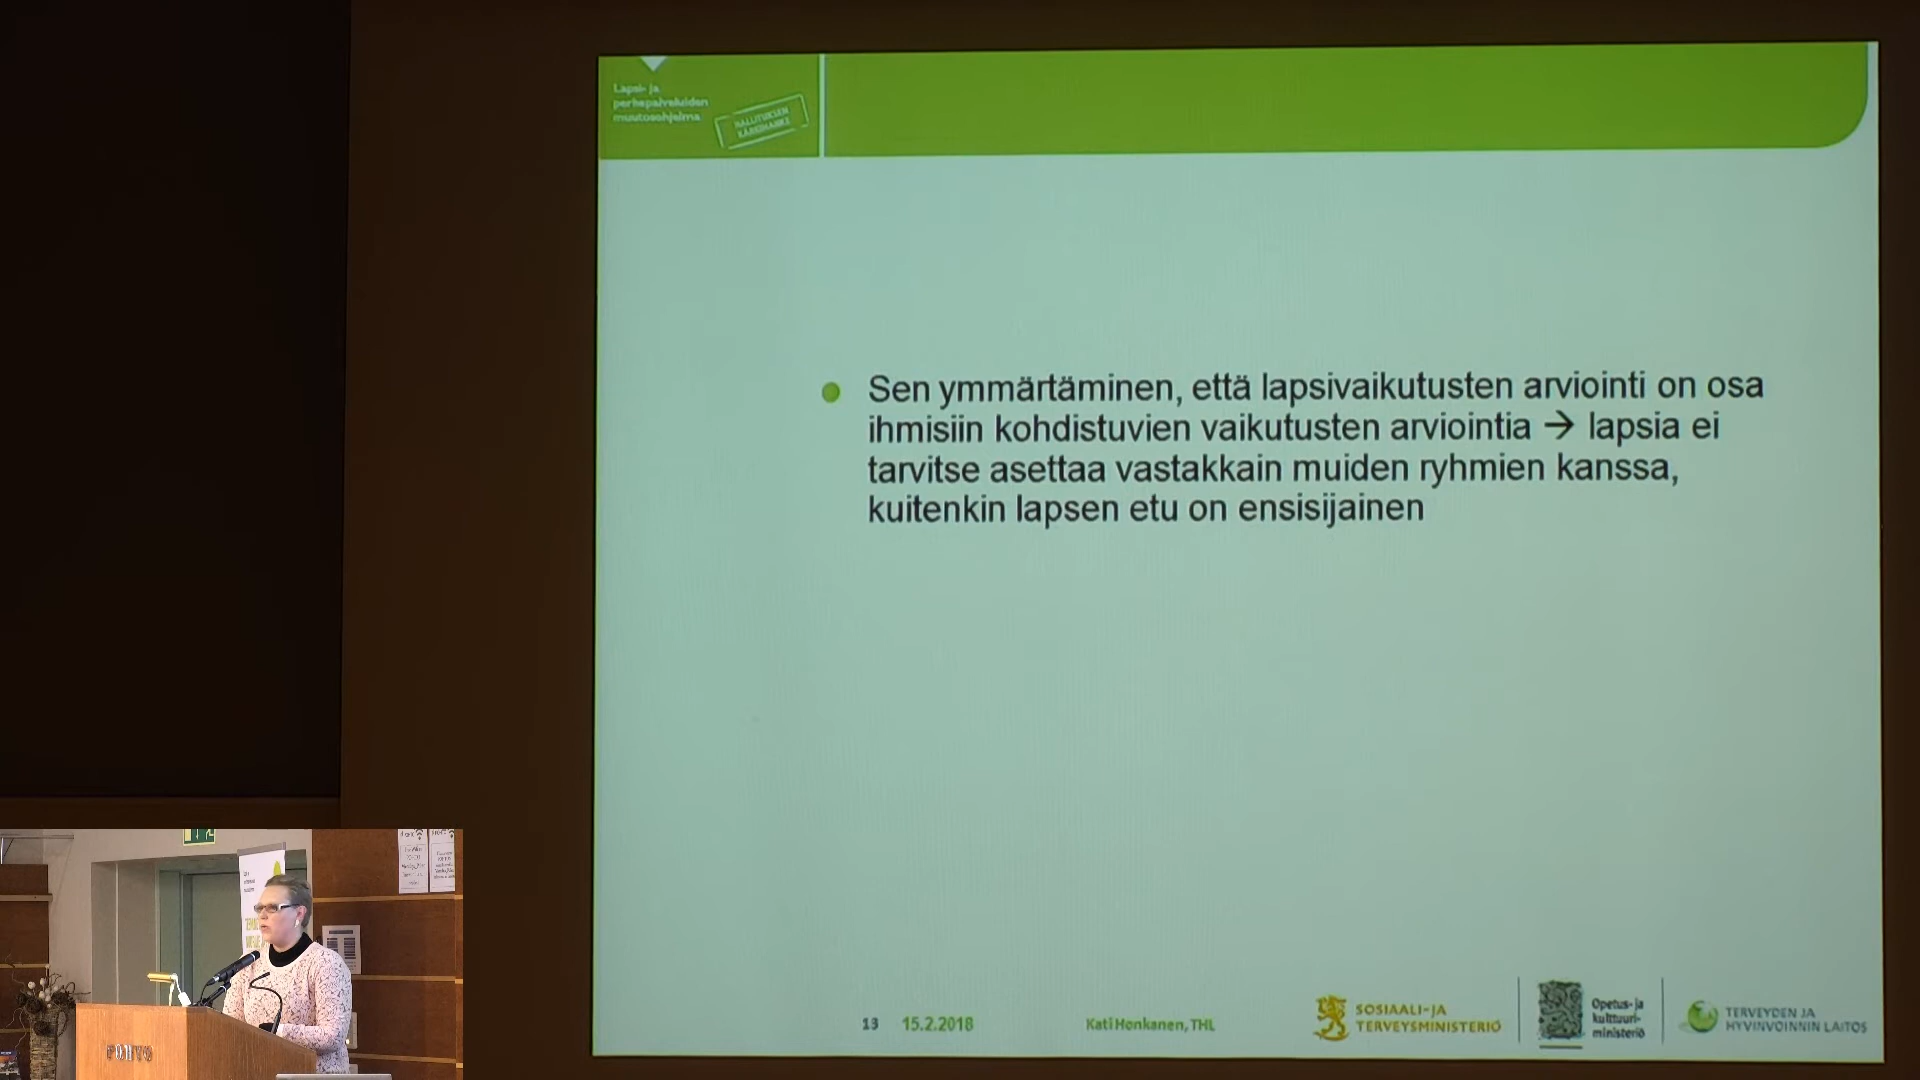 Lapsi- ja
perhepalveluiden
muutosohjelma
HALLITUKSEN
KÄRKIHANKE
Sen ymmärtäminen, että lapsivaikutusten arviointi on osa
ihmisiin kohdistuvien vaikutusten arviointia → lapsia ei
tarvitse asettaa vastakkain muiden ryhmien kanssa,
kuitenkin lapsen etu on ensisijainen
13 15.2.2018 Kati Honkanen, THL
SOSIAALI- JA
TERVEYSMINISTERIÖ
Opetus- ja
kulttuuri-
ministeriö
TERVEYDEN JA
HYVINVOINNIN LAITOS